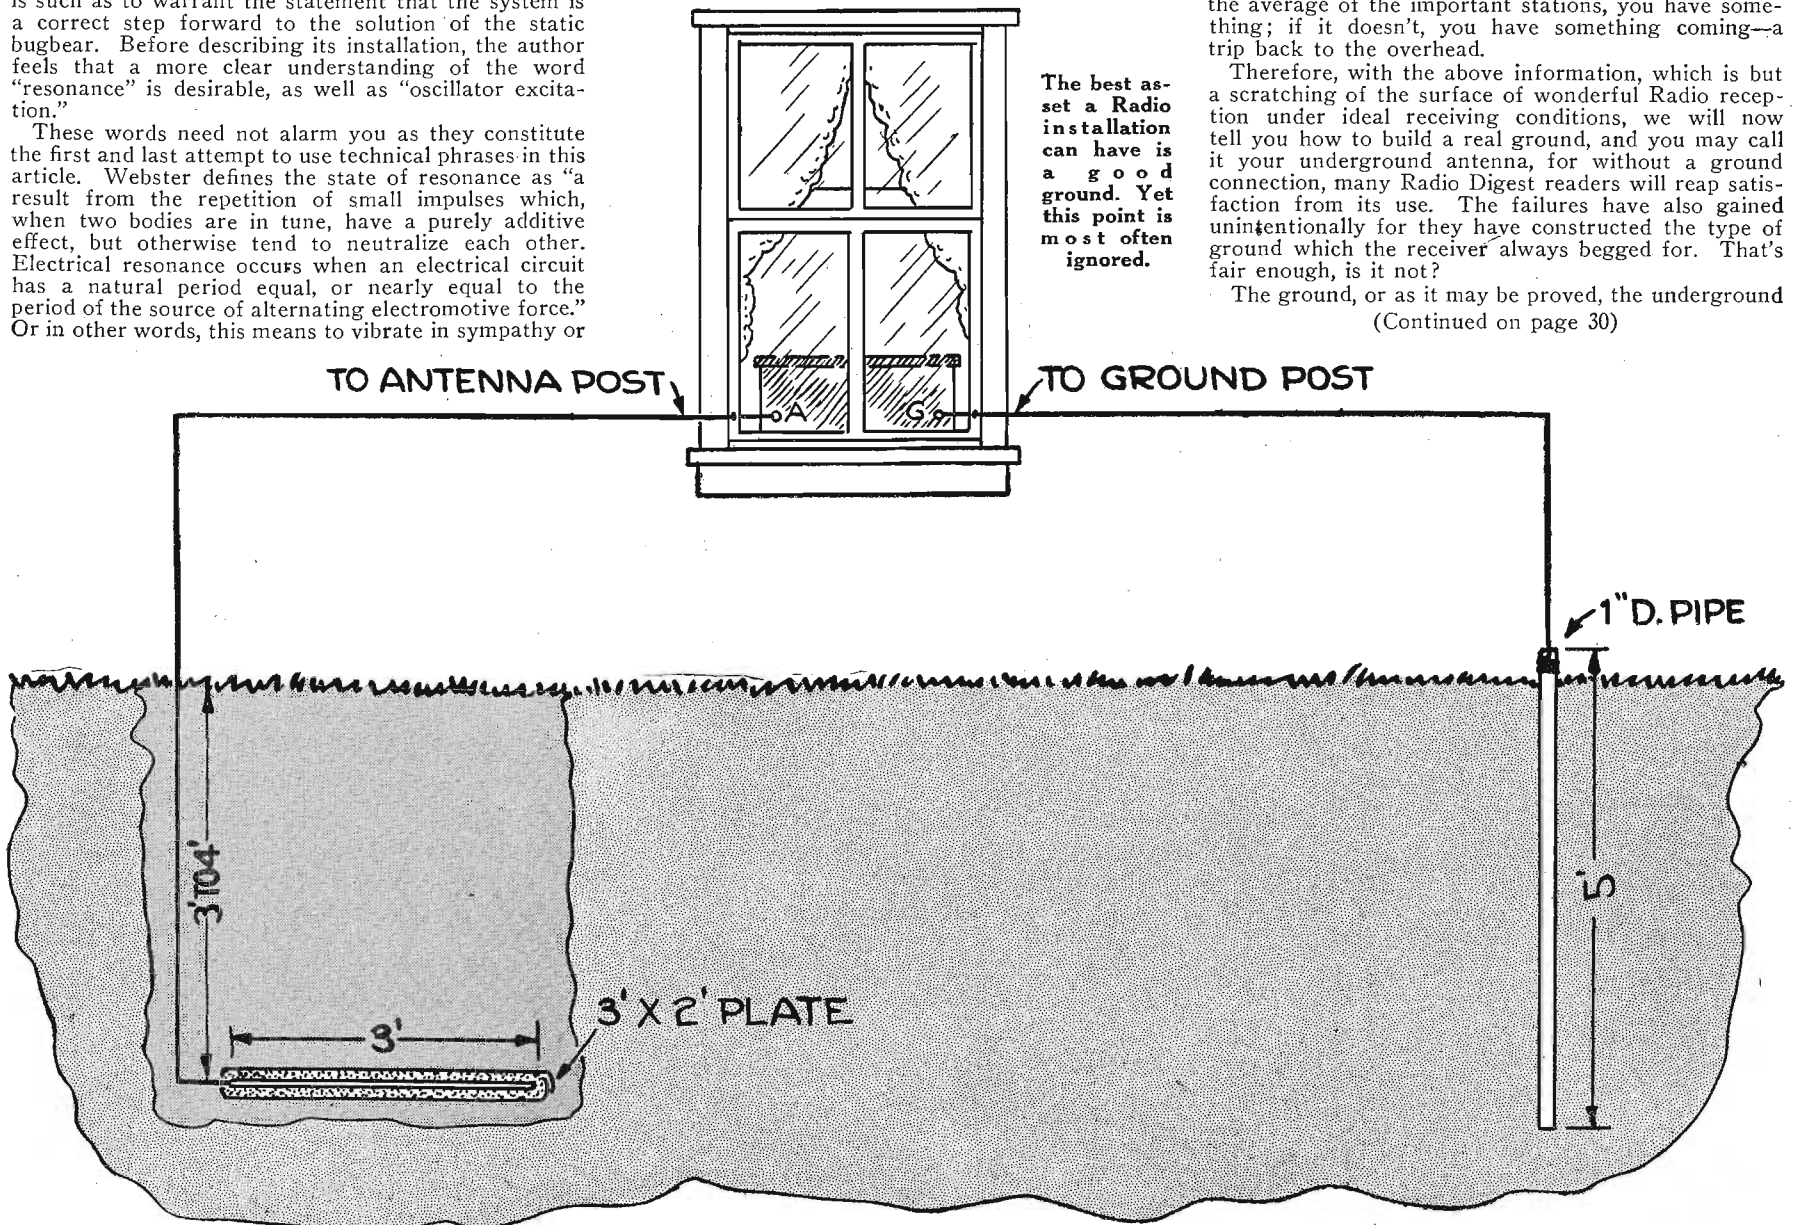 is such as to warrant the statement that the system is
a correct step forward to the solution of the static
bugbear. Before describing its installation, the author
feels that a more clear understanding of the word
“resonance” is desirable, as well as “oscillator excita-
tion.”
These words need not alarm you as they constitute
the first and last attempt to use technical phrases in this
article. Webster defines the state of resonance as “a
result from the repetition of small impulses which,
when two bodies are in tune, have a purely additive
effect, but otherwise tend to neutralize each other.
Electrical resonance occurs when an electrical circuit
has a natural period equal, or nearly equal to the
period of the source of alternating electromotive force.”
Or in other words, this means to vibrate in sympathy or
The best as-
set a Radio
installation
can have is
a good
ground. Yet
this point is
most often
ignored.
the average of the important stations, you have some-
thing; if it doesn't, you have something coming—a
trip back to the overhead.
Therefore, with the above information, which is but
a scratching of the surface of wonderful Radio recep-
tion under ideal receiving conditions, we will now
tell you how to build a real ground, and you may call
it your underground antenna, for without a ground
connection, many Radio Digest readers will reap satis-
faction from its use. The failures have also gained
unintentionally for they have constructed the type of
ground which the receiver always begged for. That's
fair enough, is it not?
The ground, or as it may be proved, the underground
(Continued on page 30)
TO ANTENNA POST
TO GROUND POST
A
G
1" D. PIPE
3' TO 4'
5'
3' X 2' PLATE
3'